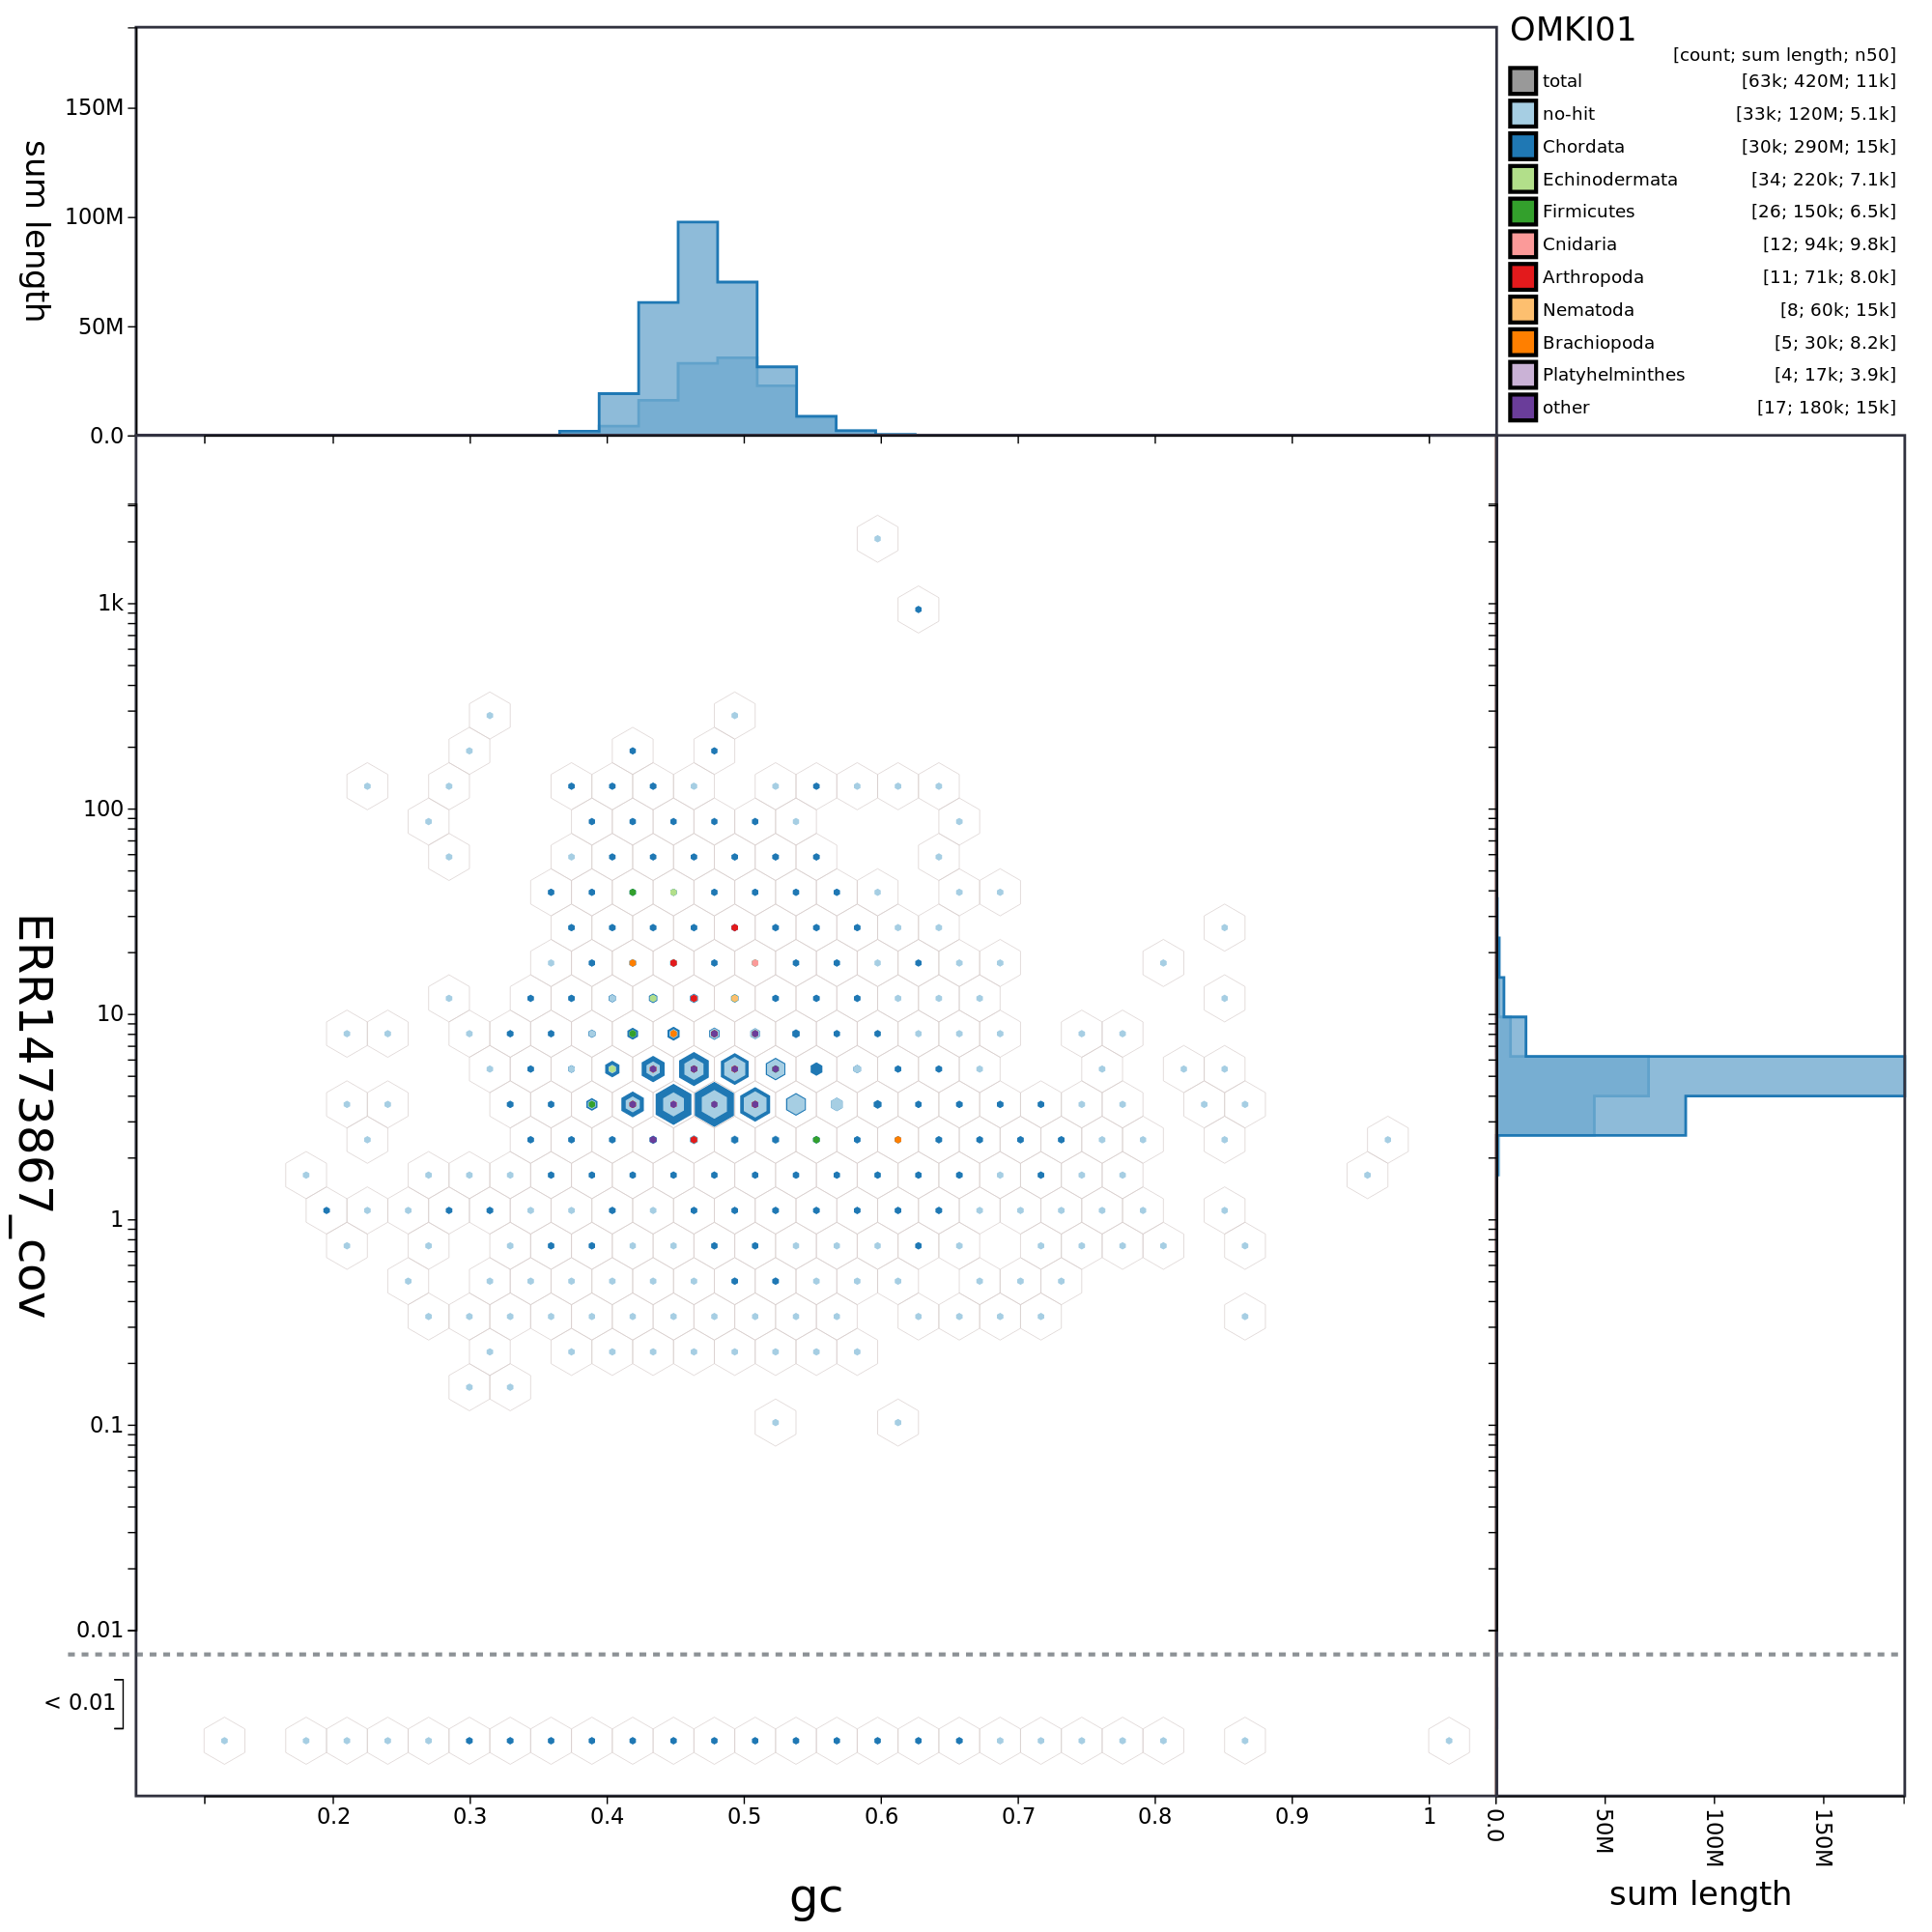 OMKI01
[count; sum length; n50]
total [63k; 420M; 11k]
no-hit [33k; 120M; 5.1k]
Chordata [30k; 290M; 15k]
Echinodermata [34; 220k; 7.1k]
Firmicutes [26; 150k; 6.5k]
Cnidaria [12; 94k; 9.8k]
Arthropoda [11; 71k; 8.0k]
Nematoda [8; 60k; 15k]
Brachiopoda [5; 30k; 8.2k]
Platyhelminthes [4; 17k; 3.9k]
other [17; 180k; 15k]
sum length
150M
100M
50M
0.0
ERR1473867_cov
1k
100
10
1
0.1
0.01
< 0.01
0.2 0.3 0.4 0.5 0.6 0.7 0.8 0.9 1
gc
0.0 50M 100M 150M
sum length